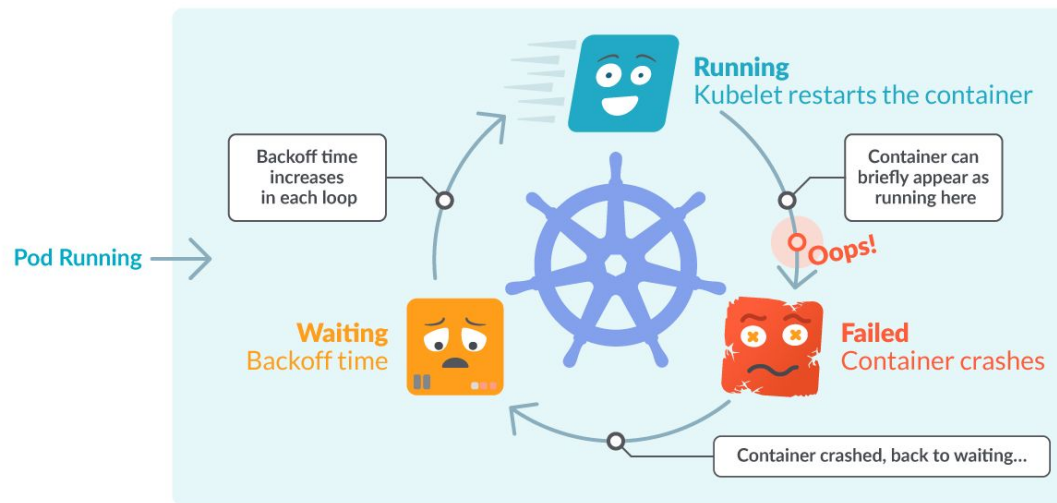 Running
Kubelet restarts the container
Backoff time
increases
in each loop
Container can
briefly appear as
running here
Pod Running
Oops!
Waiting
Backoff time
Failed
Container crashes
Container crashed, back to waiting...